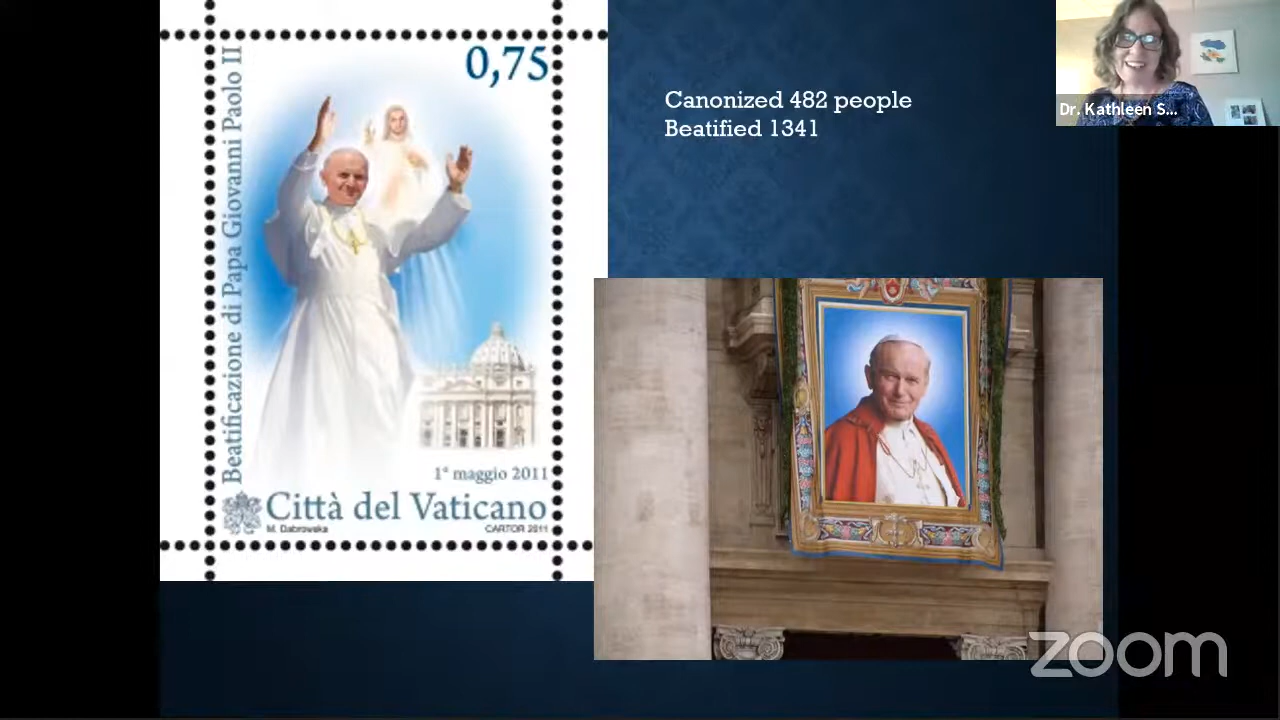 0,75
Beatificazione di Papa Giovanni Paolo II
1° maggio 2011
Città del Vaticano
M. Dabrowska
CARTOR 2011
Canonized 482 people
Beatified 1341
Dr. Kathleen S...
zoom